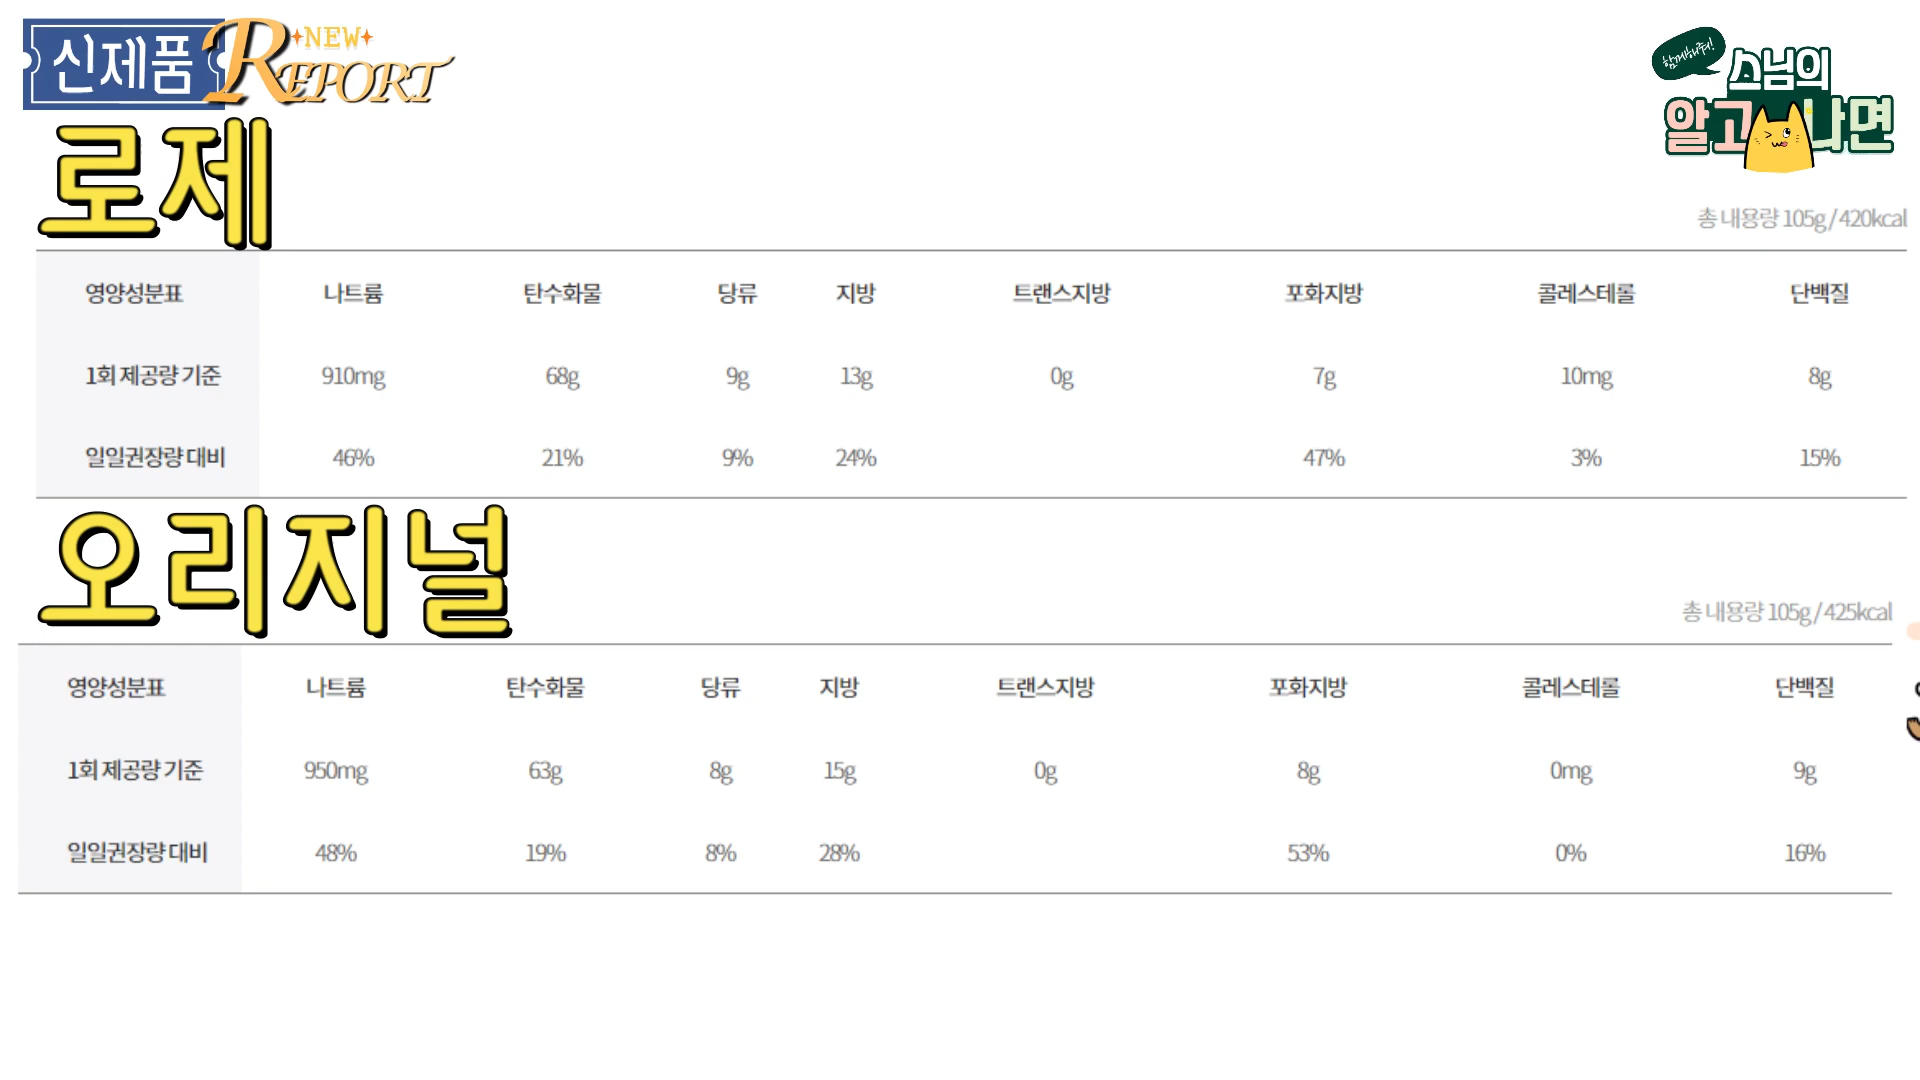 신제품 NEW REPORT
함께해줘!
스님의
알고나면
로제
총 내용량 105g / 420kcal
영양성분표 나트륨 탄수화물 당류 지방 트랜스지방 포화지방 콜레스테롤 단백질
1회 제공량 기준 910mg 68g 9g 13g 0g 7g 10mg 8g
일일권장량 대비 46% 21% 9% 24% 47% 3% 15%
오리지널
총 내용량 105g / 425kcal
영양성분표 나트륨 탄수화물 당류 지방 트랜스지방 포화지방 콜레스테롤 단백질
1회 제공량 기준 950mg 63g 8g 15g 0g 8g 0mg 9g
일일권장량 대비 48% 19% 8% 28% 53% 0% 16%